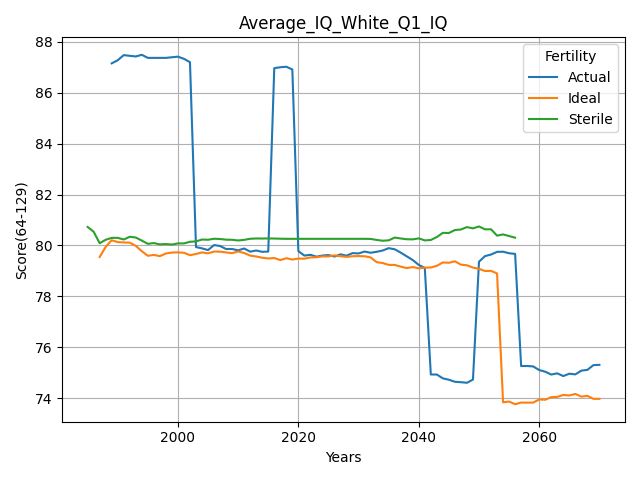 Average_IQ_White_Q1_IQ
Score(64-129)
88
86
84
82
80
78
76
74
2000
2020
2040
2060
Years
Fertility
Actual
Ideal
Sterile